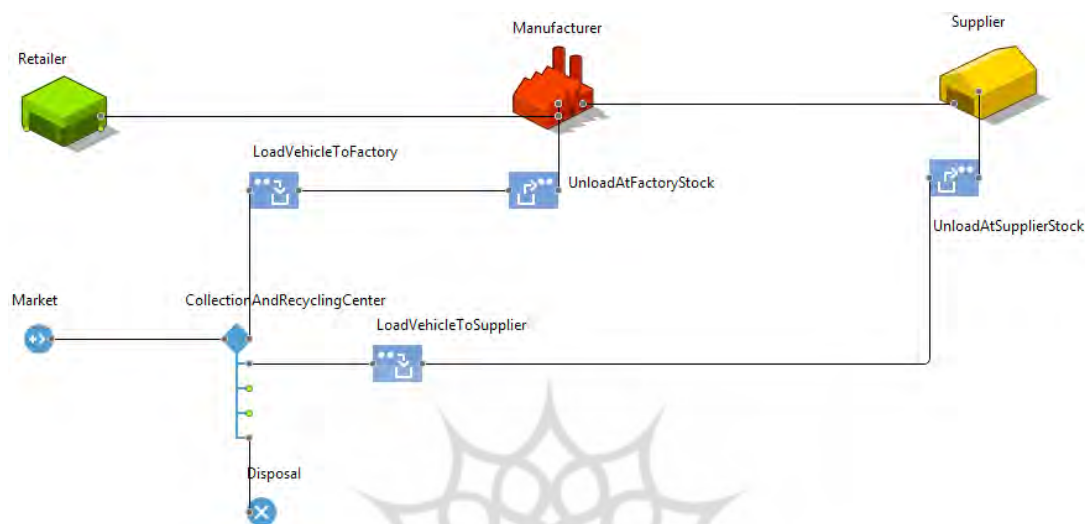 Supplier
Manufacturer
Retailer
LoadVehicleToFactory
UnloadAtFactoryStock
UnloadAtSupplierStock
Market
CollectionAndRecyclingCenter
LoadVehicleToSupplier
Disposal